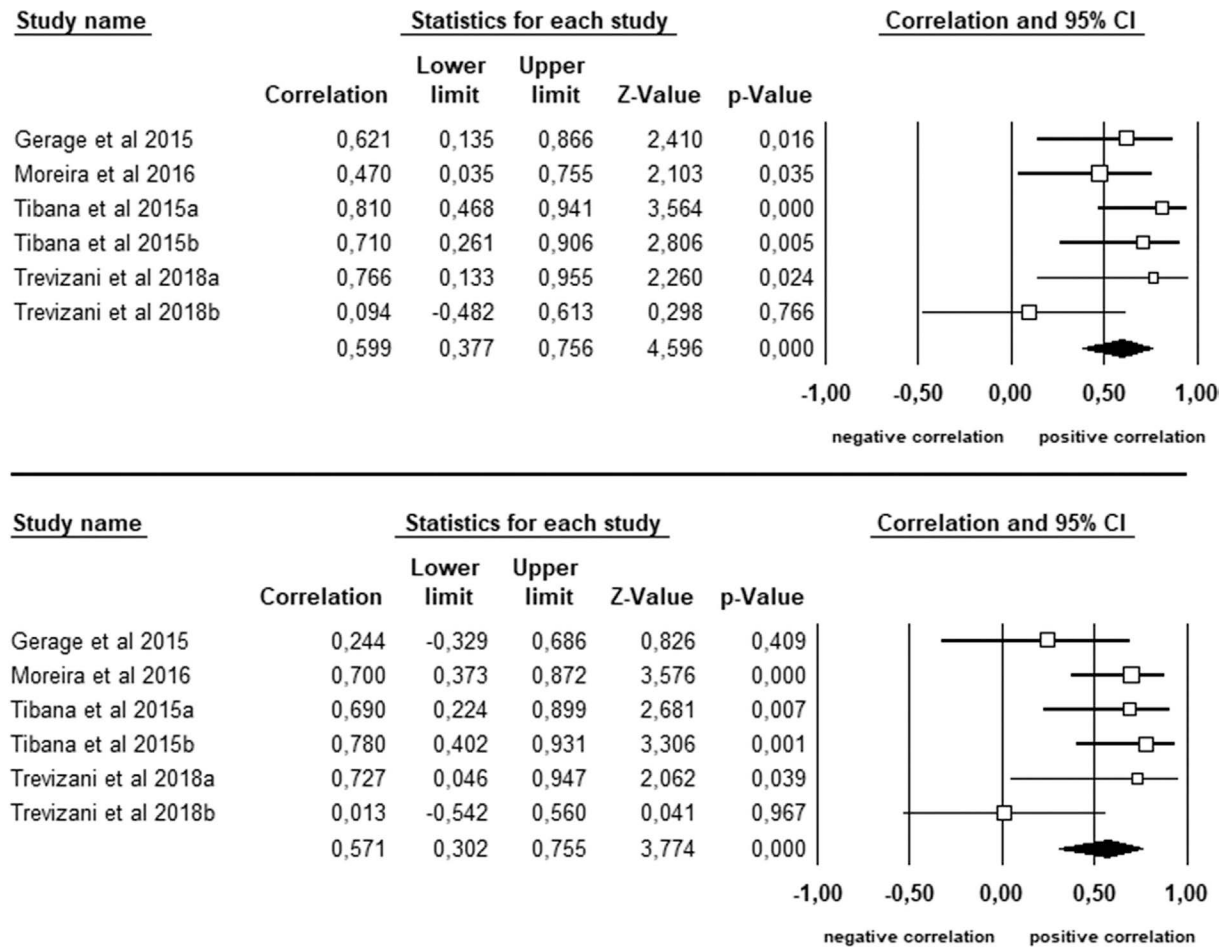 Study name Statistics for each study Correlation and 95% CI
Lower Upper
Correlation limit limit Z-Value p-Value
Gerage et al 2015 0,621 0,135 0,866 2,410 0,016
Moreira et al 2016 0,470 0,035 0,755 2,103 0,035
Tibana et al 2015a 0,810 0,468 0,941 3,564 0,000
Tibana et al 2015b 0,710 0,261 0,906 2,806 0,005
Trevizani et al 2018a 0,766 0,133 0,955 2,260 0,024
Trevizani et al 2018b 0,094 -0,482 0,613 0,298 0,766
0,599 0,377 0,756 4,596 0,000
-1,00 -0,50 0,00 0,50 1,00
negative correlation positive correlation
Study name Statistics for each study Correlation and 95% CI
Lower Upper
Correlation limit limit Z-Value p-Value
Gerage et al 2015 0,244 -0,329 0,686 0,826 0,409
Moreira et al 2016 0,700 0,373 0,872 3,576 0,000
Tibana et al 2015a 0,690 0,224 0,899 2,681 0,007
Tibana et al 2015b 0,780 0,402 0,931 3,306 0,001
Trevizani et al 2018a 0,727 0,046 0,947 2,062 0,039
Trevizani et al 2018b 0,013 -0,542 0,560 0,041 0,967
0,571 0,302 0,755 3,774 0,000
-1,00 -0,50 0,00 0,50 1,00
negative correlation positive correlation